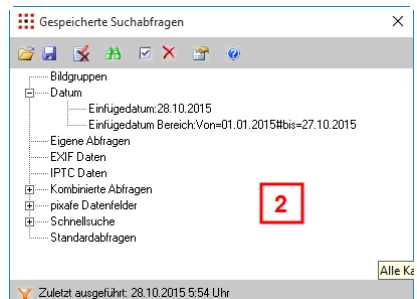 Gespeicherte Suchabfragen
Bildgruppen
Datum
Einfügedatum:28.10.2015
Einfügedatum Bereich:Von=01.01.2015#bis=27.10.2015
Eigene Abfragen
EXIF Daten
IPTC Daten
Kombinierte Abfragen
pixafe Datenfelder
2
Schnellsuche
Standardabfragen
Alle Ka
Zuletzt ausgeführt: 28.10.2015 5:54 Uhr